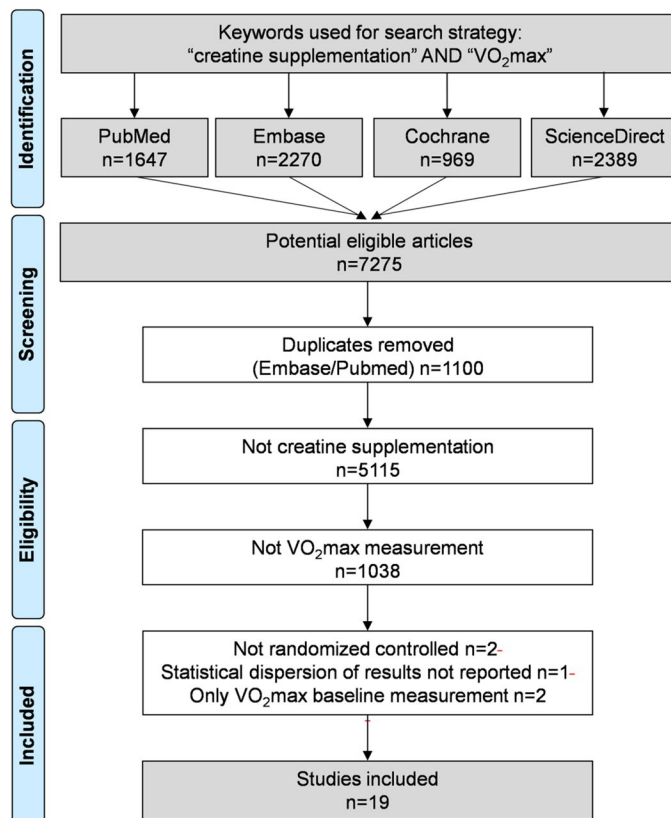 Identification
Keywords used for search strategy:
“creatine supplementation” AND “VO₂max”
PubMed
n=1647
Embase
n=2270
Cochrane
n=969
ScienceDirect
n=2389
Screening
Potential eligible articles
n=7275
Duplicates removed
(Embase/Pubmed) n=1100
Eligibility
Not creatine supplementation
n=5115
Not VO₂max measurement
n=1038
Included
Not randomized controlled n=2-
Statistical dispersion of results not reported n=1-
Only VO₂max baseline measurement n=2
-
Studies included
n=19